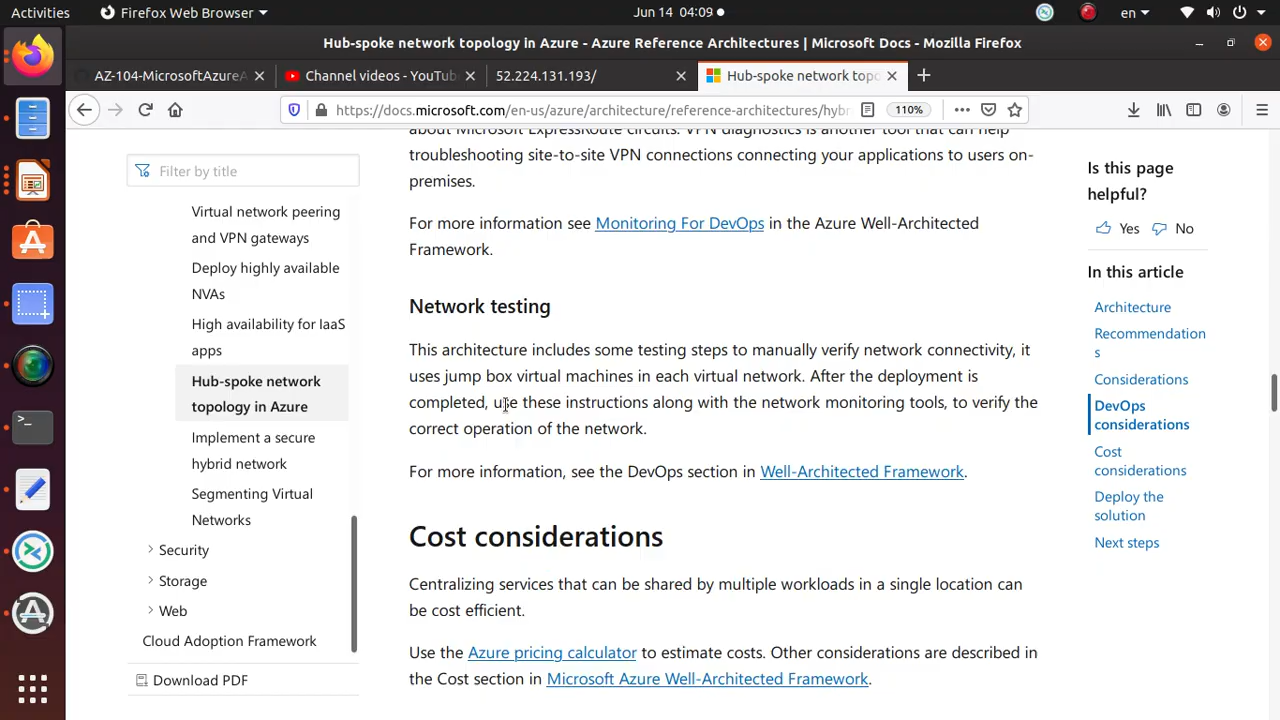 Activities
Firefox Web Browser
Jun 14 04:09
en
Hub-spoke network topology in Azure - Azure Reference Architectures | Microsoft Docs - Mozilla Firefox
AZ-104-MicrosoftAzureA
Channel videos - YouTub
52.224.131.193/
Hub-spoke network topo
https://docs.microsoft.com/en-us/azure/architecture/reference-architectures/hybr
110%
Filter by title
Virtual network peering
and VPN gateways
Deploy highly available
NVAs
High availability for IaaS
apps
Hub-spoke network
topology in Azure
Implement a secure
hybrid network
Segmenting Virtual
Networks
Security
Storage
Web
Cloud Adoption Framework
Download PDF
about Microsoft ExpressRoute circuits. VPN diagnostics is another tool that can help
troubleshooting site-to-site VPN connections connecting your applications to users on-
premises.
For more information see Monitoring For DevOps in the Azure Well-Architected
Framework.
Network testing
This architecture includes some testing steps to manually verify network connectivity, it
uses jump box virtual machines in each virtual network. After the deployment is
completed, use these instructions along with the network monitoring tools, to verify the
correct operation of the network.
For more information, see the DevOps section in Well-Architected Framework.
Cost considerations
Centralizing services that can be shared by multiple workloads in a single location can
be cost efficient.
Use the Azure pricing calculator to estimate costs. Other considerations are described in
the Cost section in Microsoft Azure Well-Architected Framework.
Is this page
helpful?
Yes
No
In this article
Architecture
Recommendation
s
Considerations
DevOps
considerations
Cost
considerations
Deploy the
solution
Next steps